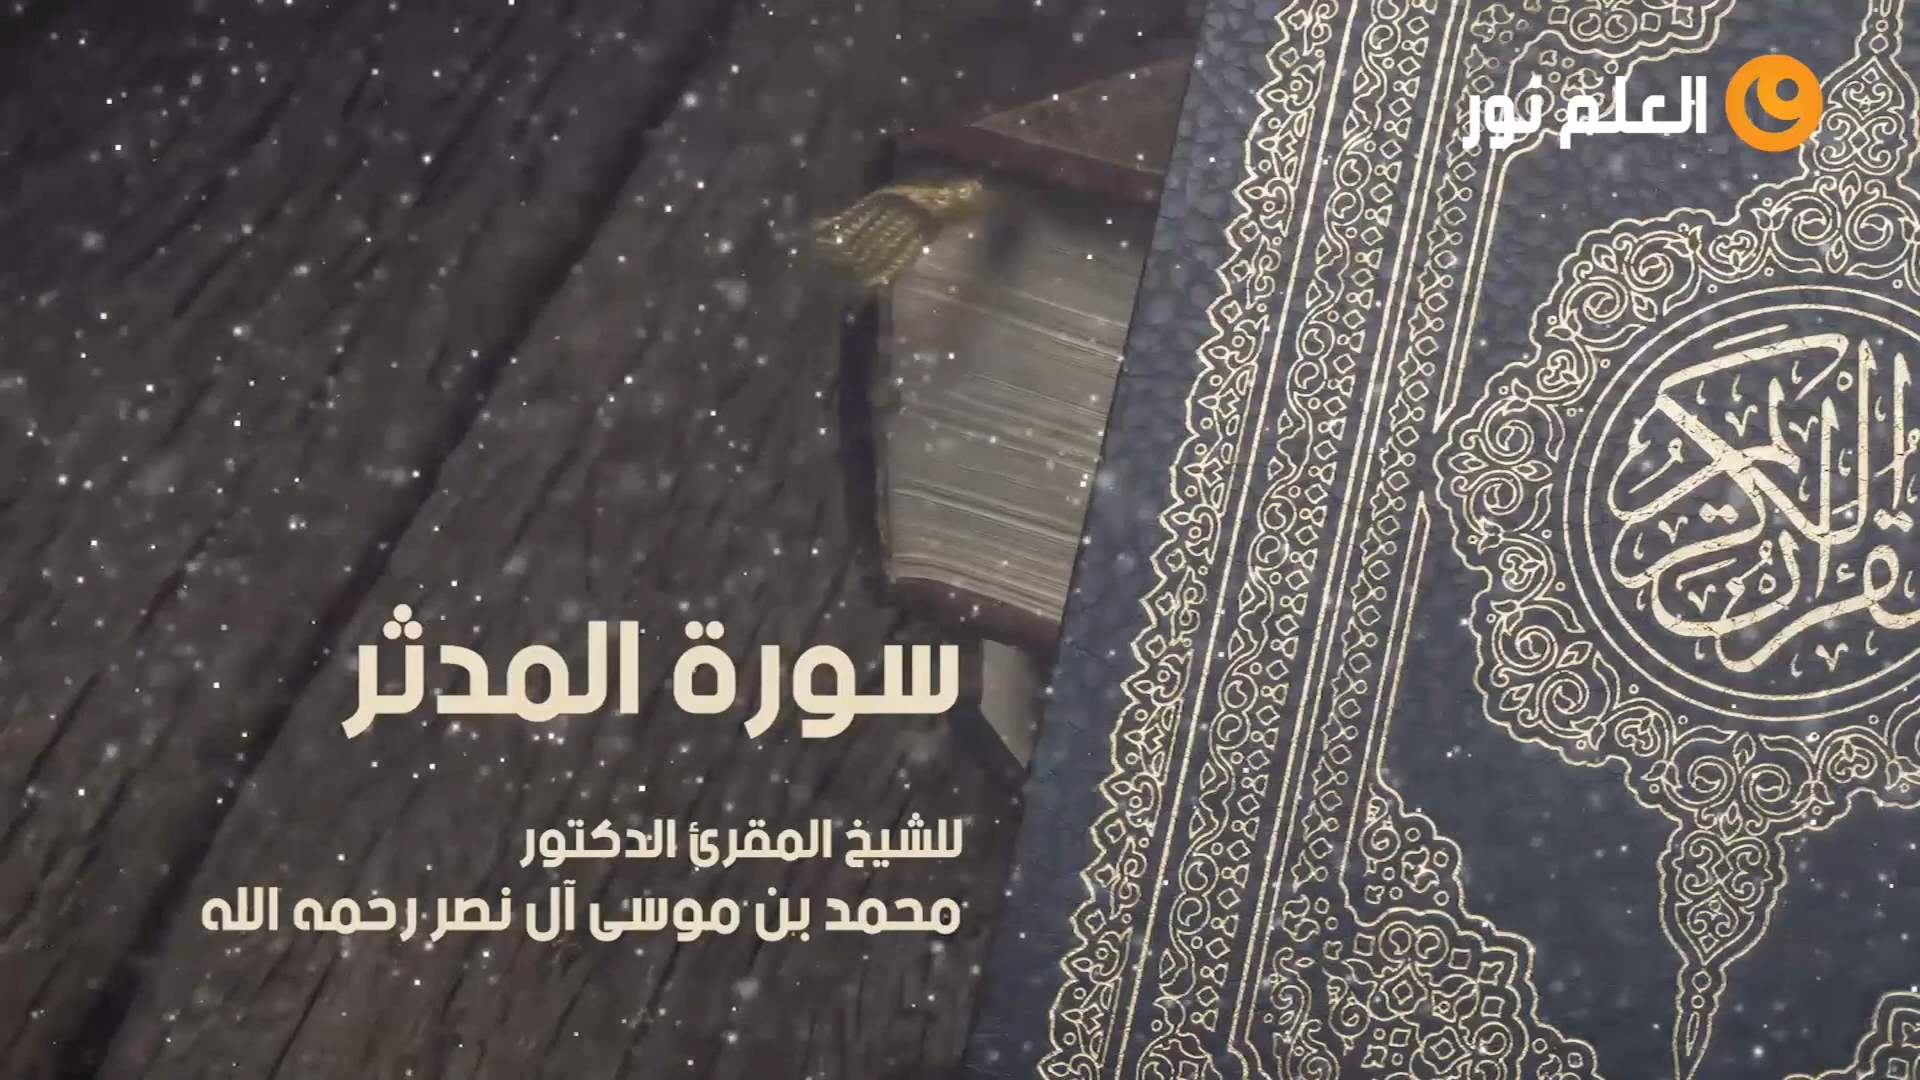 العلم نور
القرآن الكريم
سورة المدثر
للشيخ المقرئ الدكتور
محمد بن موسى آل نصر رحمه الله